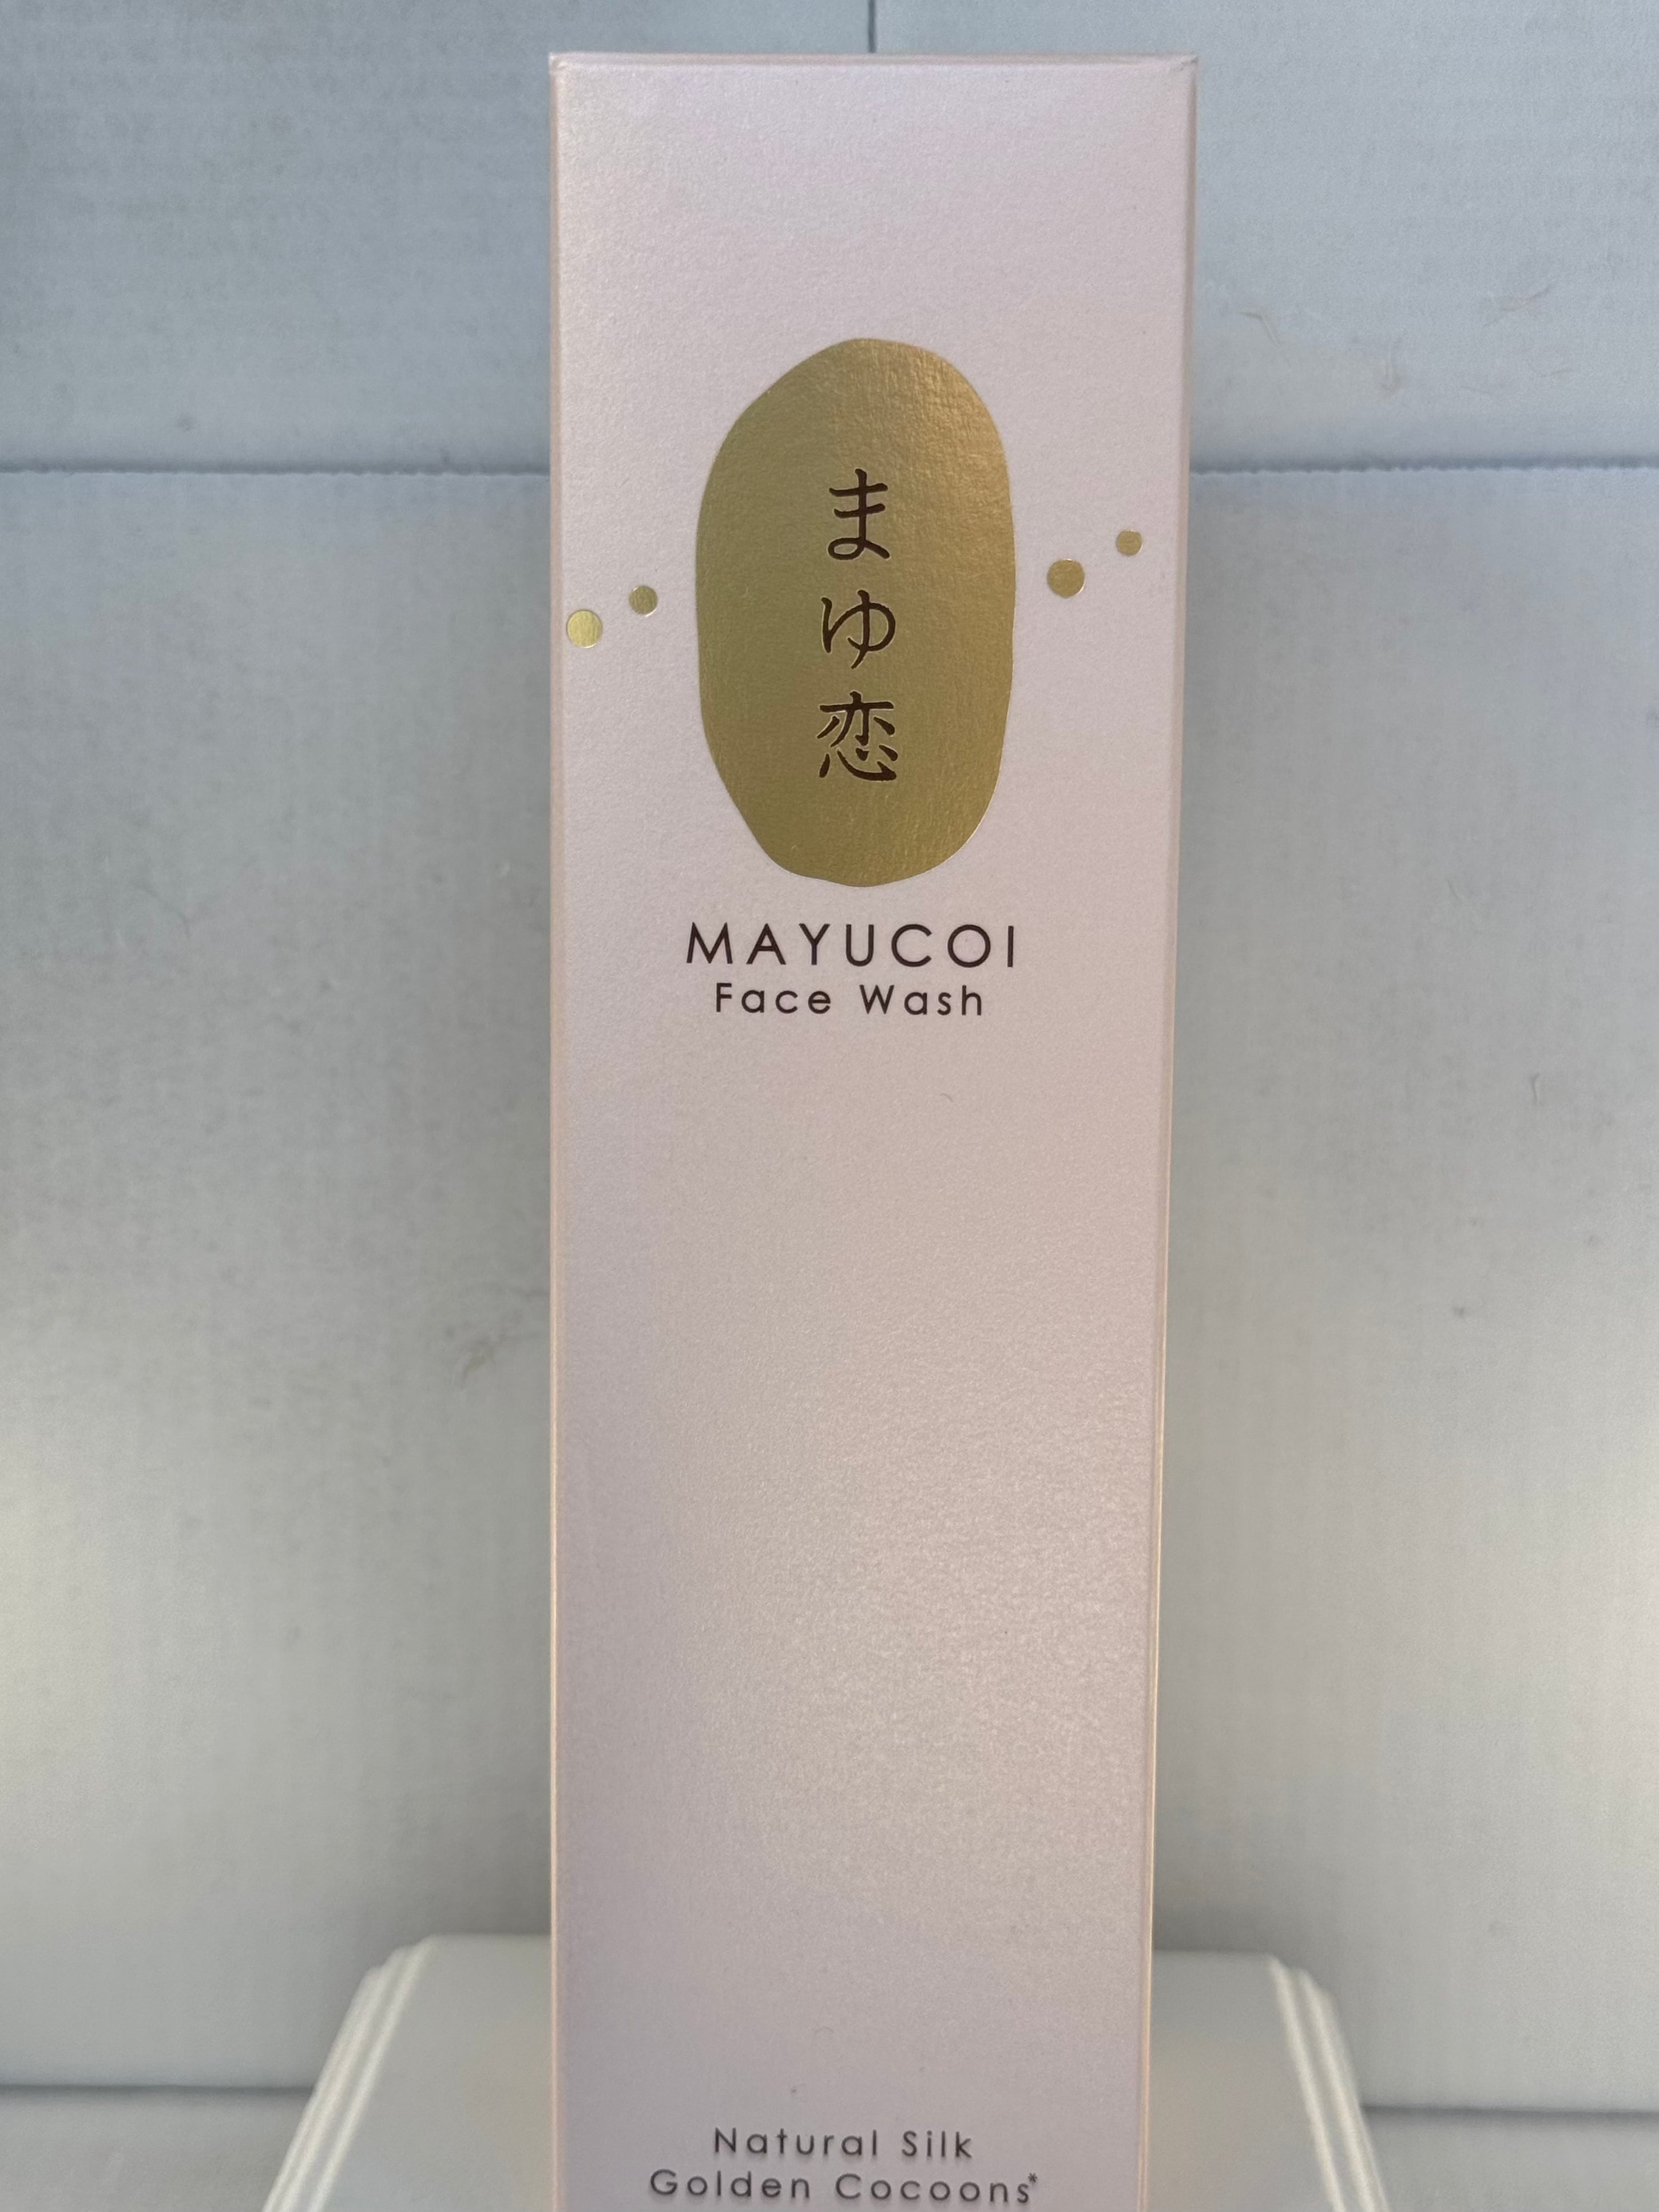 まゆ恋
MAYUCOI
Face Wash
Natural Silk
Golden Cocoons*